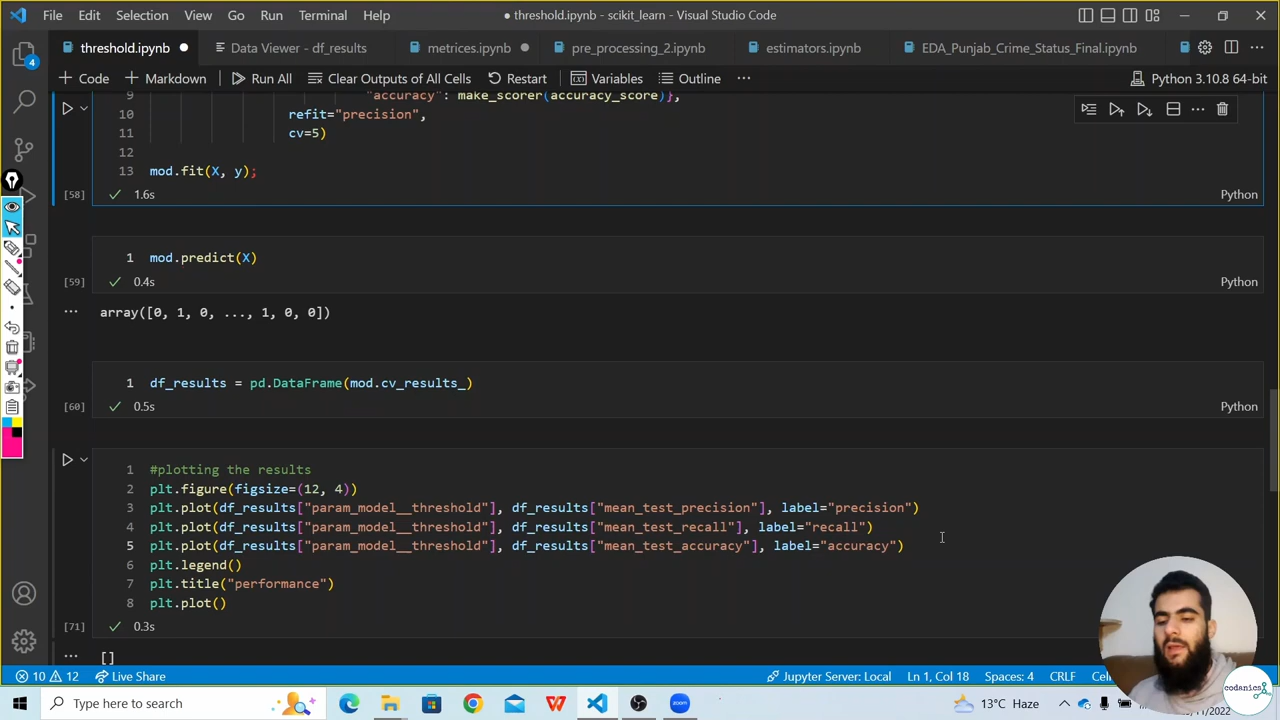 File Edit Selection View Go Run Terminal Help
● threshold.ipynb - scikit_learn - Visual Studio Code
threshold.ipynb ● Data Viewer - df_results metrices.ipynb ● pre_processing_2.ipynb estimators.ipynb EDA_Punjab_Crime_Status_Final.ipynb
4
+ Code + Markdown Run All Clear Outputs of All Cells Restart Variables Outline ··· Python 3.10.8 64-bit
9 "accuracy": make_scorer(accuracy_score)},
10 refit="precision",
11 cv=5)
12
13 mod.fit(X, y);
[58] 1.6s Python
1 mod.predict(X)
[59] 0.4s Python
··· array([0, 1, 0, ..., 1, 0, 0])
1 df_results = pd.DataFrame(mod.cv_results_)
[60] 0.5s Python
1 #plotting the results
2 plt.figure(figsize=(12, 4))
3 plt.plot(df_results["param_model__threshold"], df_results["mean_test_precision"], label="precision")
4 plt.plot(df_results["param_model__threshold"], df_results["mean_test_recall"], label="recall")
5 plt.plot(df_results["param_model__threshold"], df_results["mean_test_accuracy"], label="accuracy")
6 plt.legend()
7 plt.title("performance")
8 plt.plot()
[71] 0.3s
··· []
codanics
10 12 Live Share Jupyter Server: Local Ln 1, Col 18 Spaces: 4 CRLF
Type here to search 13°C Haze